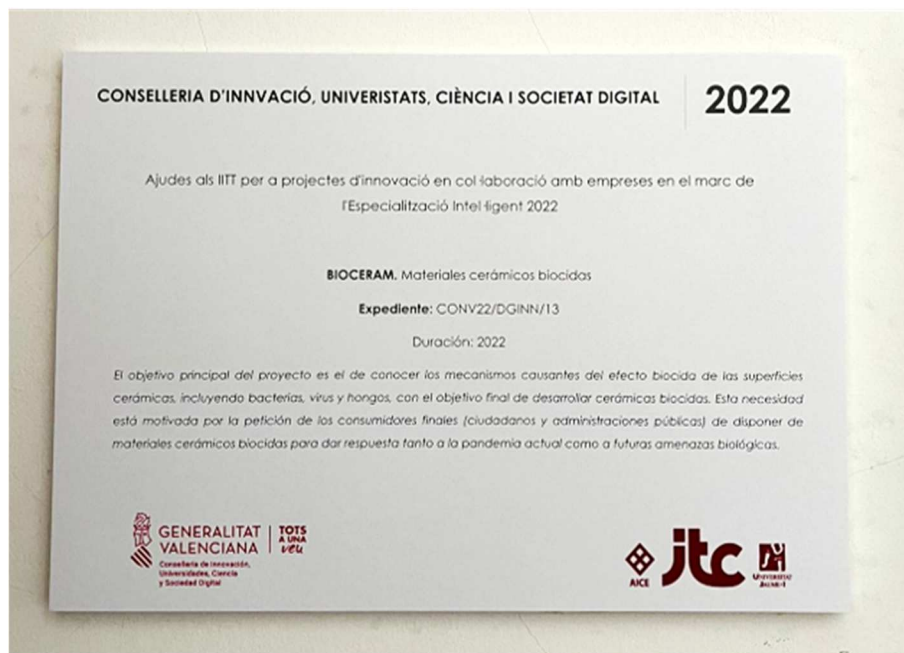 CONSELLERIA D'INNVACIÓ, UNIVERISTATS, CIÈNCIA I SOCIETAT DIGITAL
2022
Ajudes als IITT per a projectes d'innovació en col·laboració amb empreses en el marc de
l'Especialització Intel·ligent 2022
BIOCERAM. Materiales cerámicos biocidas
Expediente: CONV22/DGINN/13
Duración: 2022
El objetivo principal del proyecto es el de conocer los mecanismos causantes del efecto biocida de las superficies
cerámicas, incluyendo bacterias, virus y hongos, con el objetivo final de desarrollar cerámicas biocidas. Esta necesidad
está motivada por la petición de los consumidores finales (ciudadanos y administraciones públicas) de disponer de
materiales cerámicos biocidas para dar respuesta tanto a la pandemia actual como a futuras amenazas biológicas.
GENERALITAT
VALENCIANA
Conselleria de Innovación,
Universidades, Ciencia
y Sociedad Digital
TOTS
A UNA
veu
AICE
itc
UNIVERSITAT
JAUME·I